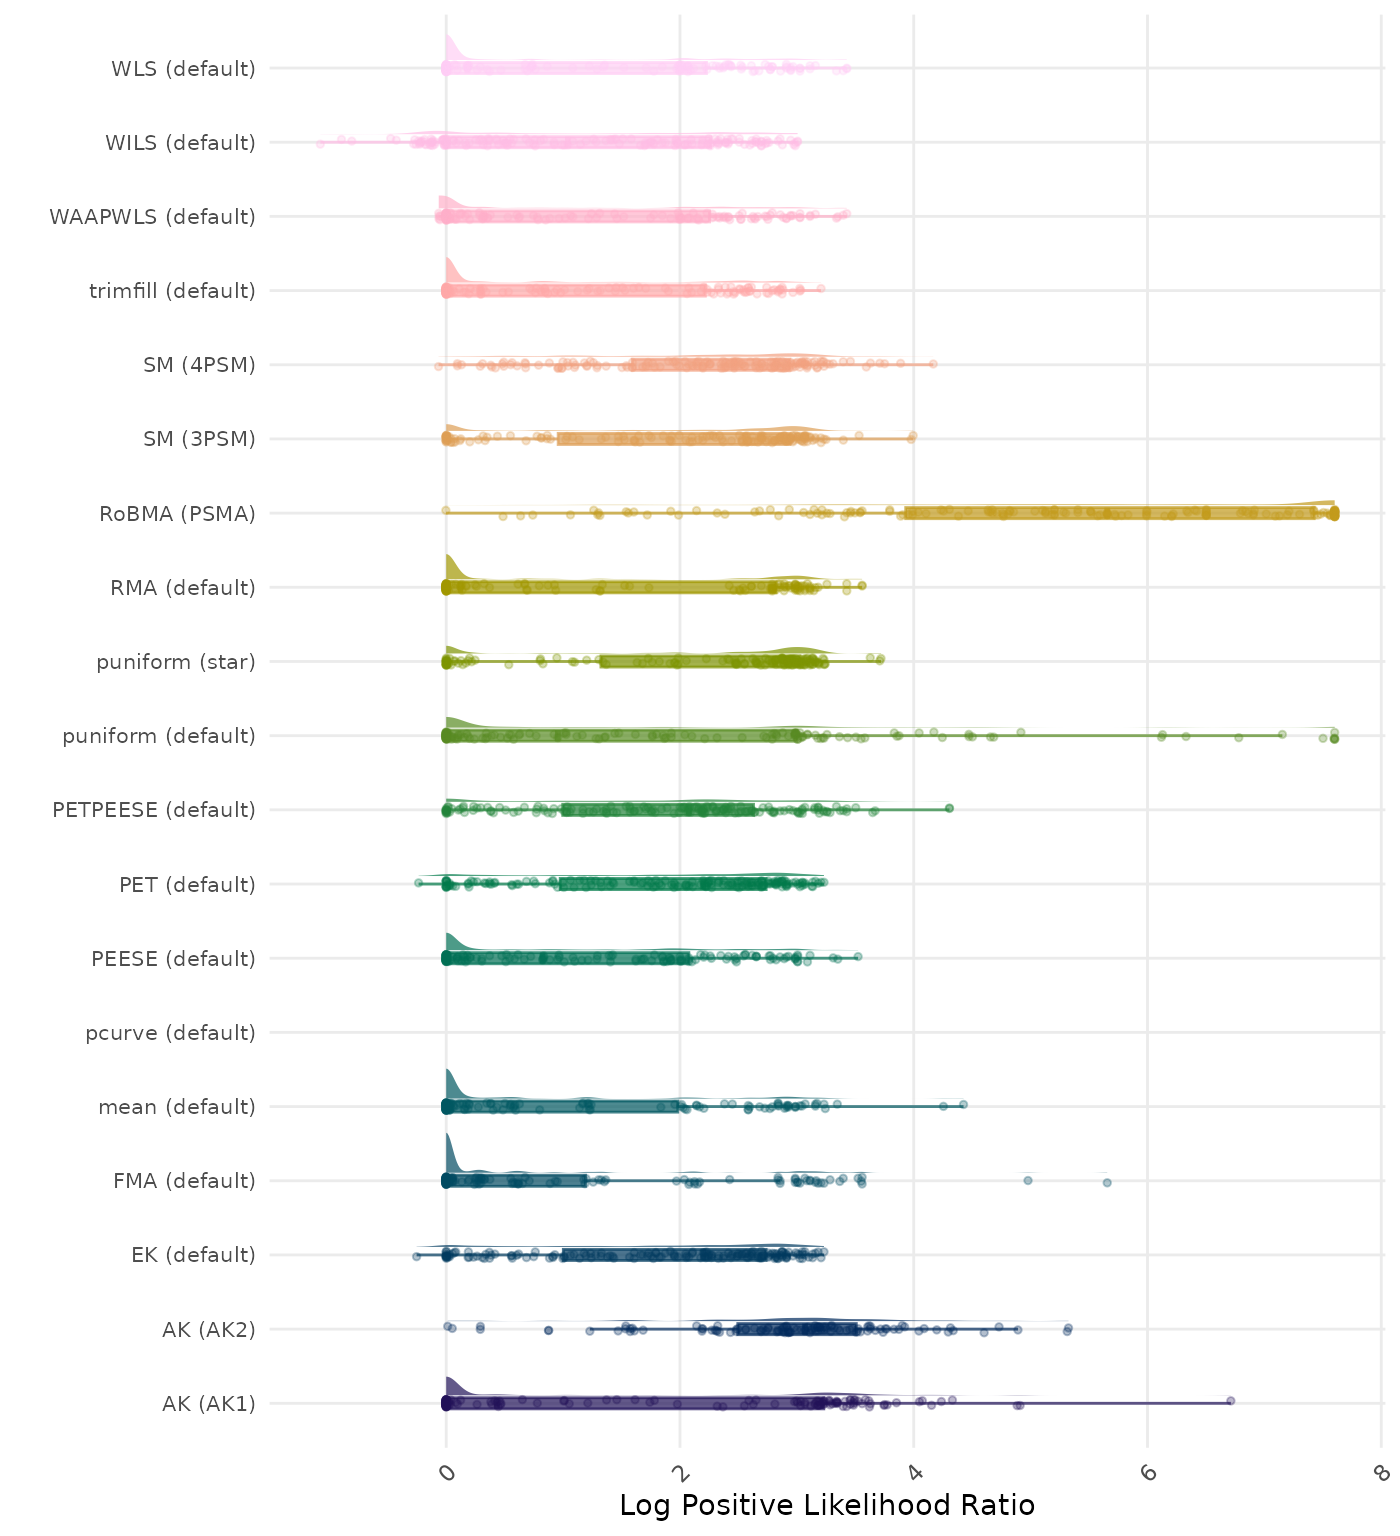 WLS (default)
WILS (default)
WAAPWLS (default)
trimfill (default)
SM (4PSM)
SM (3PSM)
RoBMA (PSMA)
RMA (default)
puniform (star)
puniform (default)
PETPEESE (default)
PET (default)
PEESE (default)
pcurve (default)
mean (default)
FMA (default)
EK (default)
AK (AK2)
AK (AK1)
0 2 4 6 8
Log Positive Likelihood Ratio